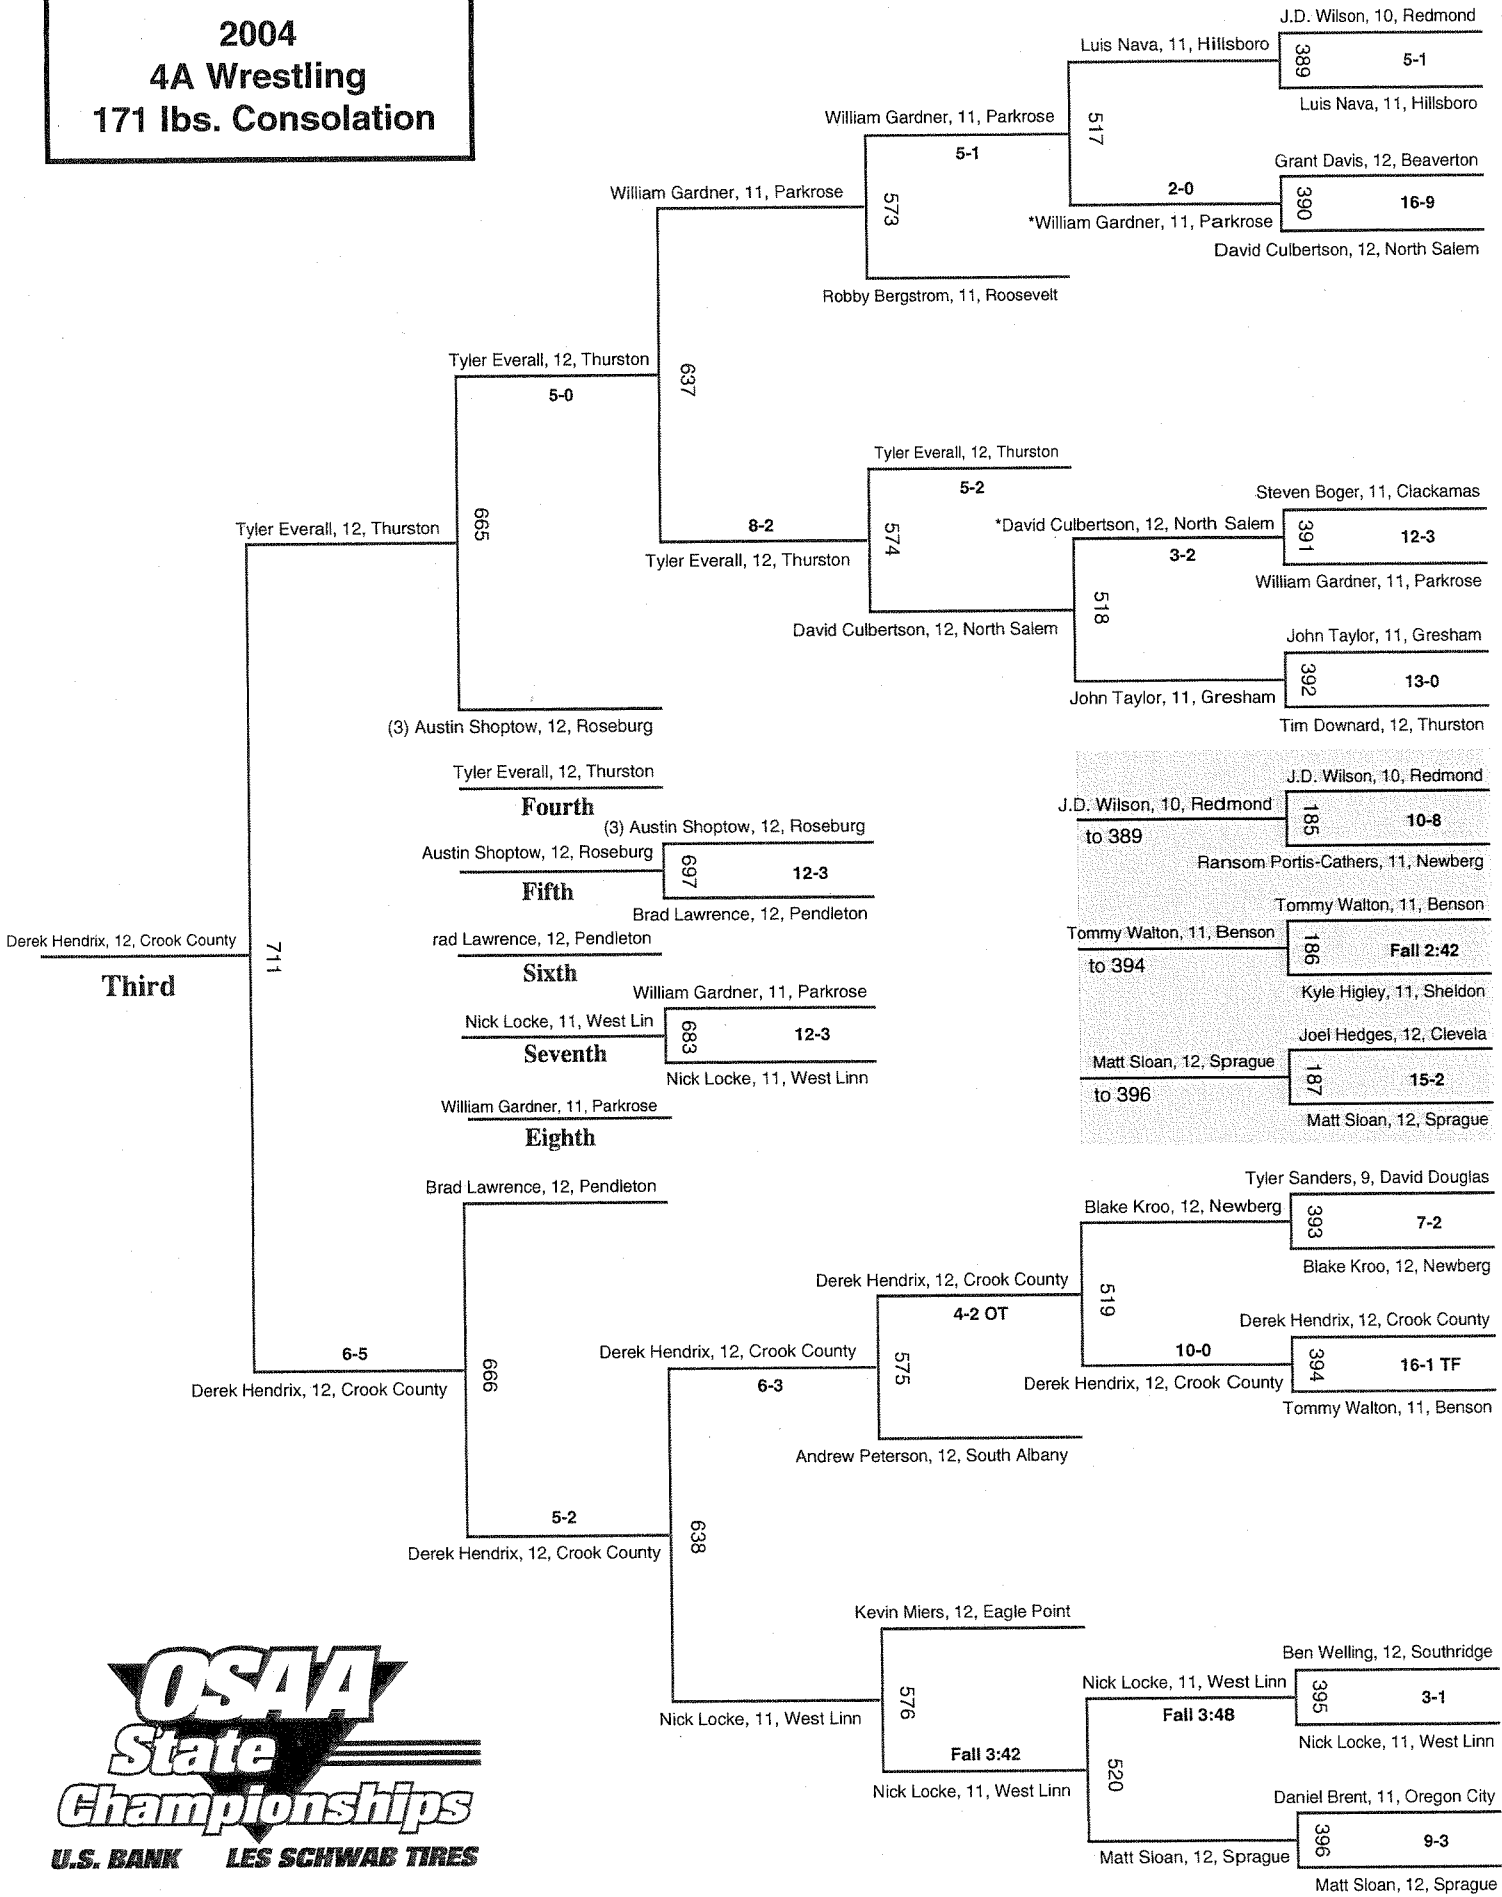 2004
4A Wrestling
171 lbs. Consolation
J.D. Wilson, 10, Redmond
Luis Nava, 11, Hillsboro
389
5-1
Luis Nava, 11, Hillsboro
William Gardner, 11, Parkrose
517
5-1
Grant Davis, 12, Beaverton
2-0
390
16-9
*William Gardner, 11, Parkrose
David Culbertson, 12, North Salem
William Gardner, 11, Parkrose
573
Robby Bergstrom, 11, Roosevelt
Tyler Everall, 12, Thurston
5-0
637
Tyler Everall, 12, Thurston
5-2
Steven Boger, 11, Clackamas
*David Culbertson, 12, North Salem
391
12-3
3-2
William Gardner, 11, Parkrose
8-2
574
Tyler Everall, 12, Thurston
518
David Culbertson, 12, North Salem
John Taylor, 11, Gresham
392
13-0
John Taylor, 11, Gresham
Tim Downard, 12, Thurston
Tyler Everall, 12, Thurston
665
(3) Austin Shoptow, 12, Roseburg
Tyler Everall, 12, Thurston
Fourth
(3) Austin Shoptow, 12, Roseburg
Austin Shoptow, 12, Roseburg
697
12-3
Fifth
Brad Lawrence, 12, Pendleton
rad Lawrence, 12, Pendleton
Sixth
William Gardner, 11, Parkrose
Nick Locke, 11, West Lin
683
12-3
Seventh
Nick Locke, 11, West Linn
William Gardner, 11, Parkrose
Eighth
J.D. Wilson, 10, Redmond
J.D. Wilson, 10, Redmond
185
10-8
to 389
Ransom Portis-Cathers, 11, Newberg
Tommy Walton, 11, Benson
Tommy Walton, 11, Benson
186
Fall 2:42
to 394
Kyle Higley, 11, Sheldon
Joel Hedges, 12, Clevela
Matt Sloan, 12, Sprague
187
15-2
to 396
Matt Sloan, 12, Sprague
Derek Hendrix, 12, Crook County
711
Third
Brad Lawrence, 12, Pendleton
Tyler Sanders, 9, David Douglas
Blake Kroo, 12, Newberg
393
7-2
Blake Kroo, 12, Newberg
Derek Hendrix, 12, Crook County
4-2 OT
519
Derek Hendrix, 12, Crook County
10-0
394
16-1 TF
Derek Hendrix, 12, Crook County
Tommy Walton, 11, Benson
Derek Hendrix, 12, Crook County
6-3
575
Andrew Peterson, 12, South Albany
6-5
666
Derek Hendrix, 12, Crook County
5-2
638
Derek Hendrix, 12, Crook County
Kevin Miers, 12, Eagle Point
Ben Welling, 12, Southridge
Nick Locke, 11, West Linn
395
3-1
Fall 3:48
Nick Locke, 11, West Linn
Nick Locke, 11, West Linn
576
Fall 3:42
520
Nick Locke, 11, West Linn
Daniel Brent, 11, Oregon City
396
9-3
Matt Sloan, 12, Sprague
Matt Sloan, 12, Sprague
OSAA
State
Championships
U.S. BANK LES SCHWAB TIRES